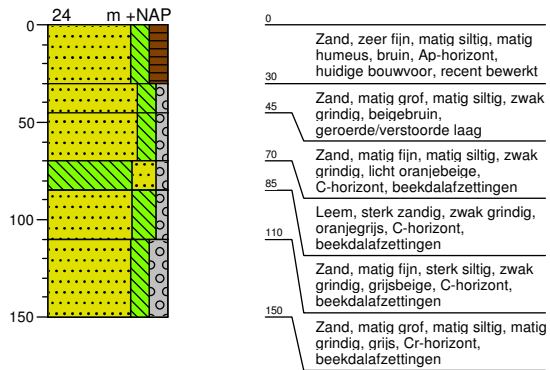 24 m +NAP
0
50
100
150
0
Zand, zeer fijn, matig siltig, matig
humeus, bruin, Ap-horizont,
huidige bouwvoor, recent bewerkt
30
Zand, matig grof, matig siltig, zwak
grindig, beigebruin,
geroerde/verstoorde laag
45
Zand, matig fijn, matig siltig, zwak
grindig, licht oranjebeige,
C-horizont, beekdalafzettingen
70
Leem, sterk zandig, zwak grindig,
oranjegrijs, C-horizont,
beekdalafzettingen
85
Zand, matig fijn, sterk siltig, zwak
grindig, grijsbeige, C-horizont,
beekdalafzettingen
110
Zand, matig grof, matig siltig, matig
grindig, grijs, Cr-horizont,
beekdalafzettingen
150